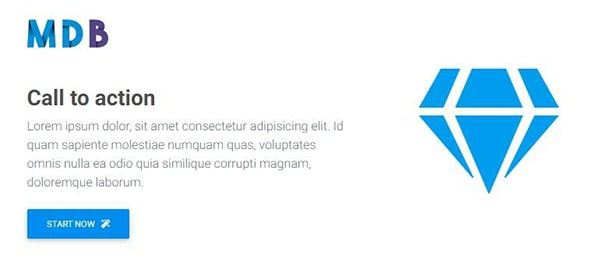 MDB
Call to action
Lorem ipsum dolor, sit amet consectetur adipisicing elit. Id
quam sapiente molestiae numquam quas, voluptates
omnis nulla ea odio quia similique corrupti magnam,
doloremque laborum.
START NOW